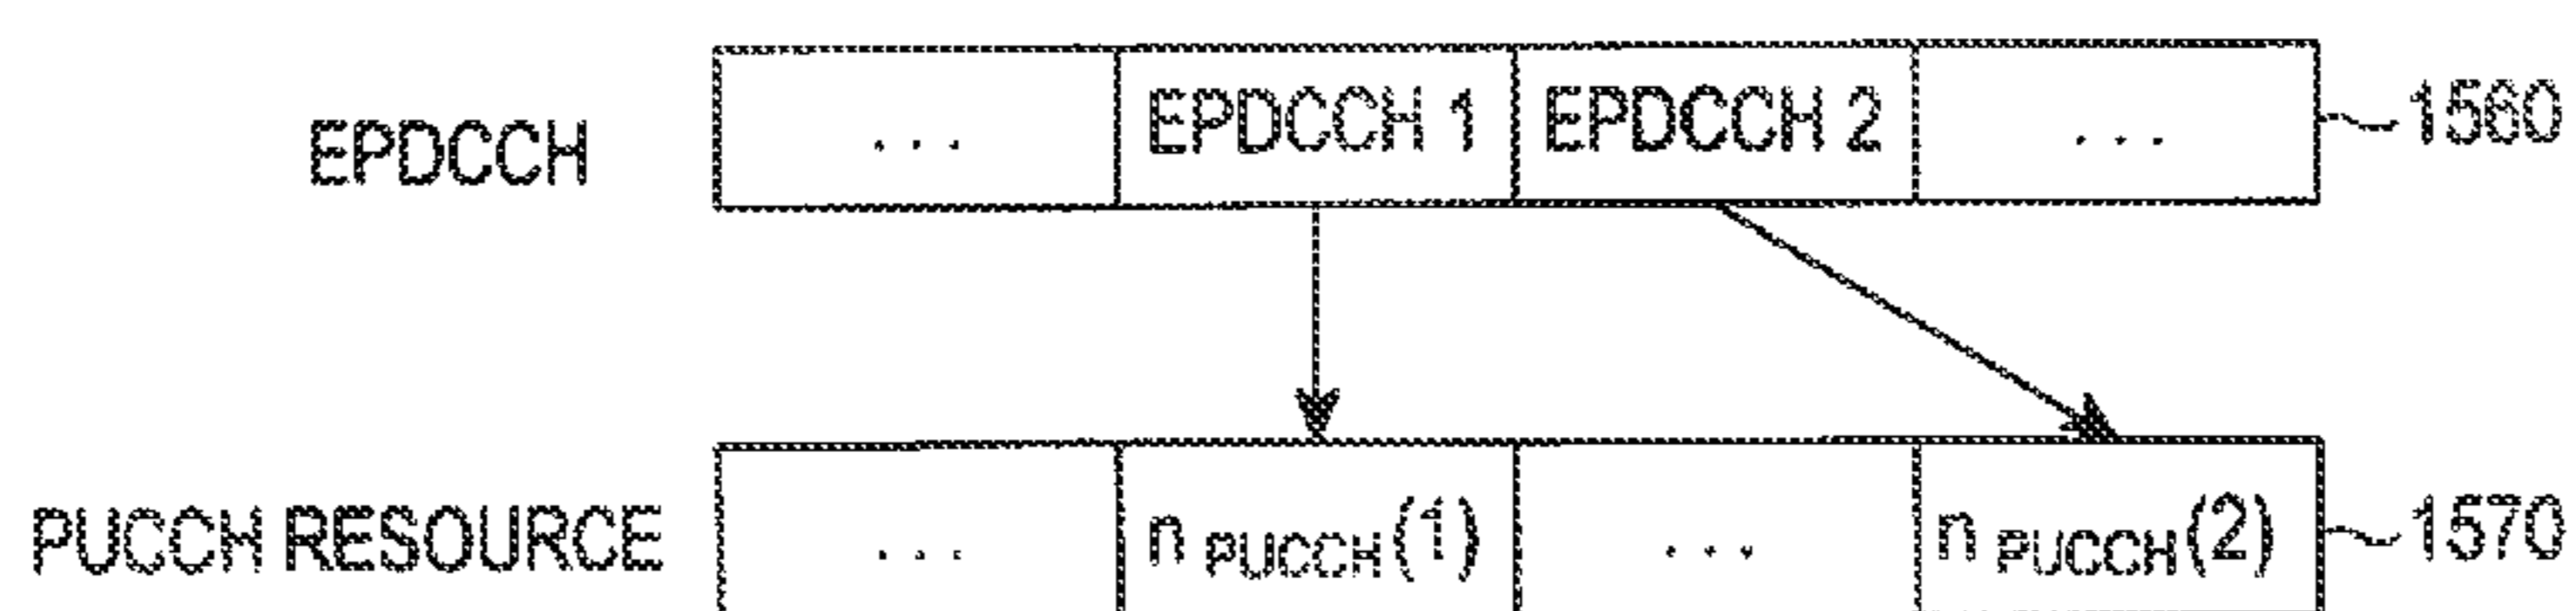 EPDCCH ... EPDCCH 1 EPDCCH 2 ... 1560
PUCCH RESOURCE ... n PUCCH(1) ... n PUCCH(2) 1570